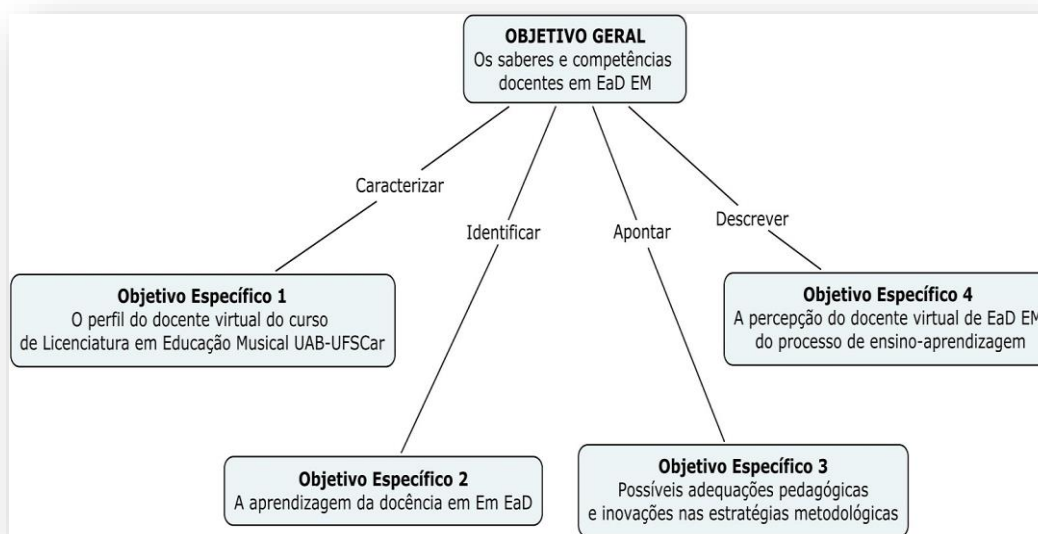 OBJETIVO GERAL
Os saberes e competências
docentes em EaD EM
Caracterizar
Identificar
Apontar
Descrever
Objetivo Específico 1
O perfil do docente virtual do curso
de Licenciatura em Educação Musical UAB-UFSCar
Objetivo Específico 4
A percepção do docente virtual de EaD EM
do processo de ensino-aprendizagem
Objetivo Específico 2
A aprendizagem da docência em Em EaD
Objetivo Específico 3
Possíveis adequações pedagógicas
e inovações nas estratégias metodológicas